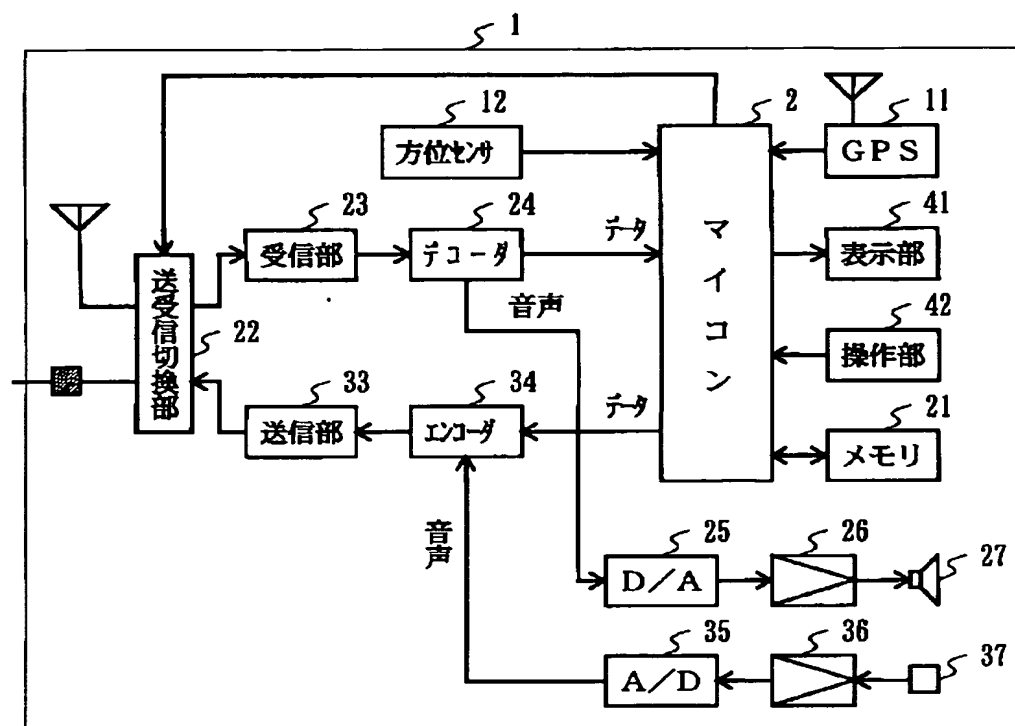 1
12
方位センサ
2
マイコン
11
GPS
23
受信部
24
デコーダ
データ
41
表示部
音声
送受信切換部
22
42
操作部
33
送信部
34
エンコーダ
データ
21
メモリ
音声
25
D/A
26
27
35
A/D
36
37